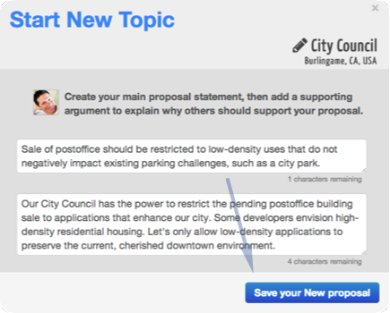 Start New Topic
City Council
Burlingame, CA, USA
Create your main proposal statement, then add a supporting
argument to explain why others should support your proposal.
Sale of postoffice should be restricted to low-density uses that do not
negatively impact existing parking challenges, such as a city park.
1 characters remaining
Our City Council has the power to restrict the pending postoffice building
sale to applications that enhance our city. Some developers envision high-
density residential housing. Let's only allow low-density applications to
preserve the current, cherished downtown environment.
4 characters remaining
Save your New proposal